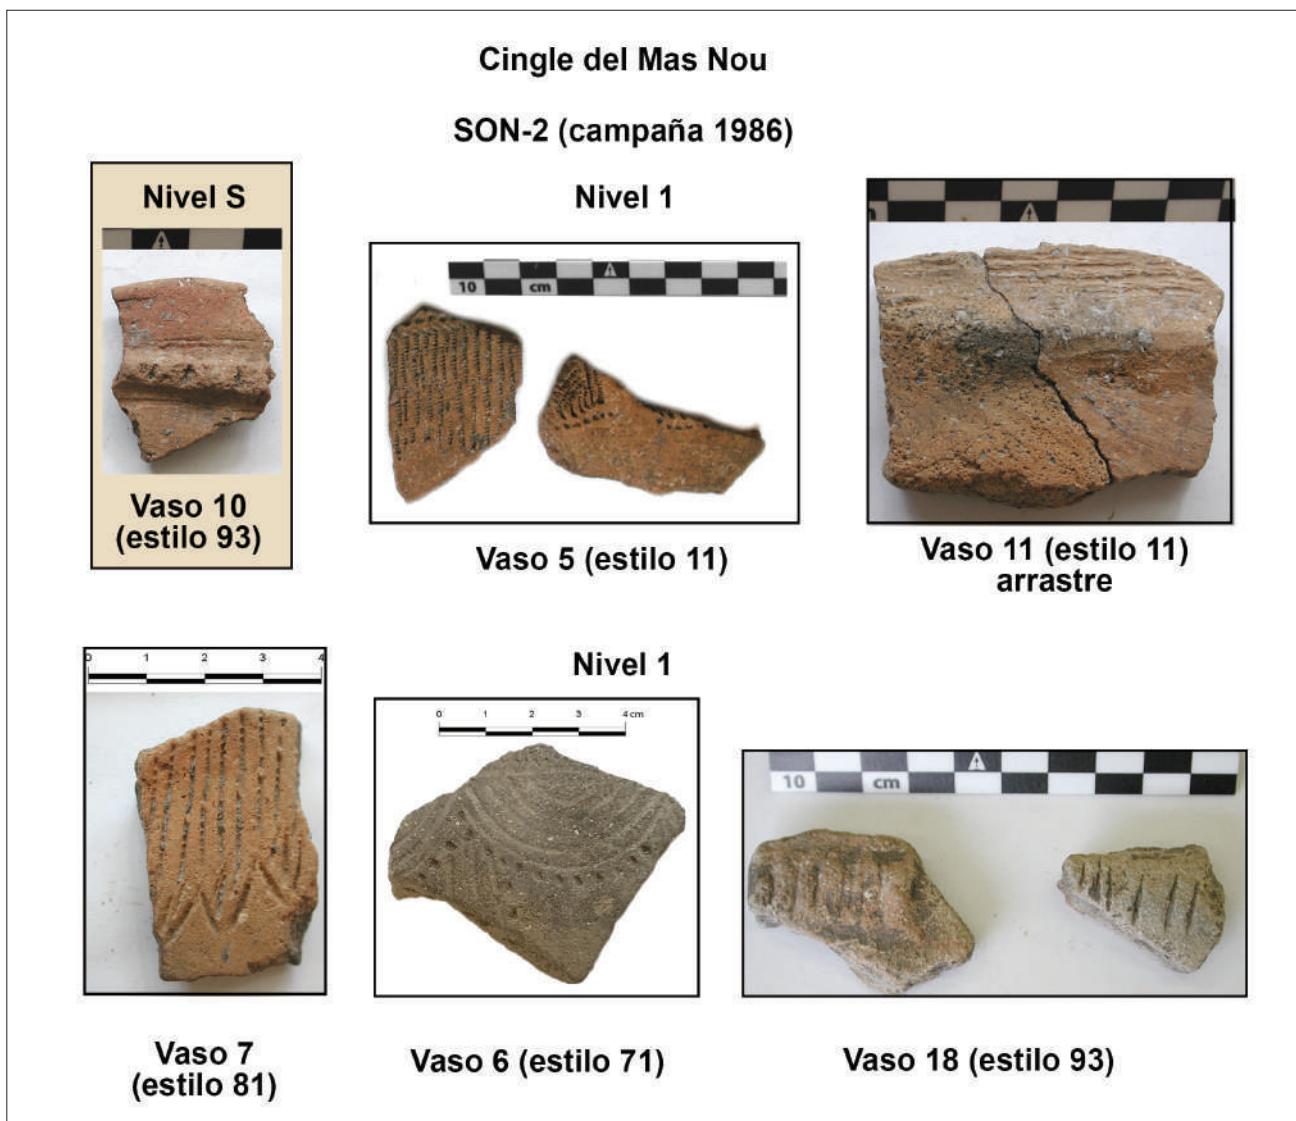 Cingle del Mas Nou
SON-2 (campaña 1986)
Nivel S
Vaso 10
(estilo 93)
Nivel 1
10 cm
Vaso 5 (estilo 11)
Vaso 11 (estilo 11)
arrastre
0 1 2 3 4
Vaso 7
(estilo 81)
Nivel 1
0 1 2 3 4 cm
Vaso 6 (estilo 71)
10 cm
Vaso 18 (estilo 93)